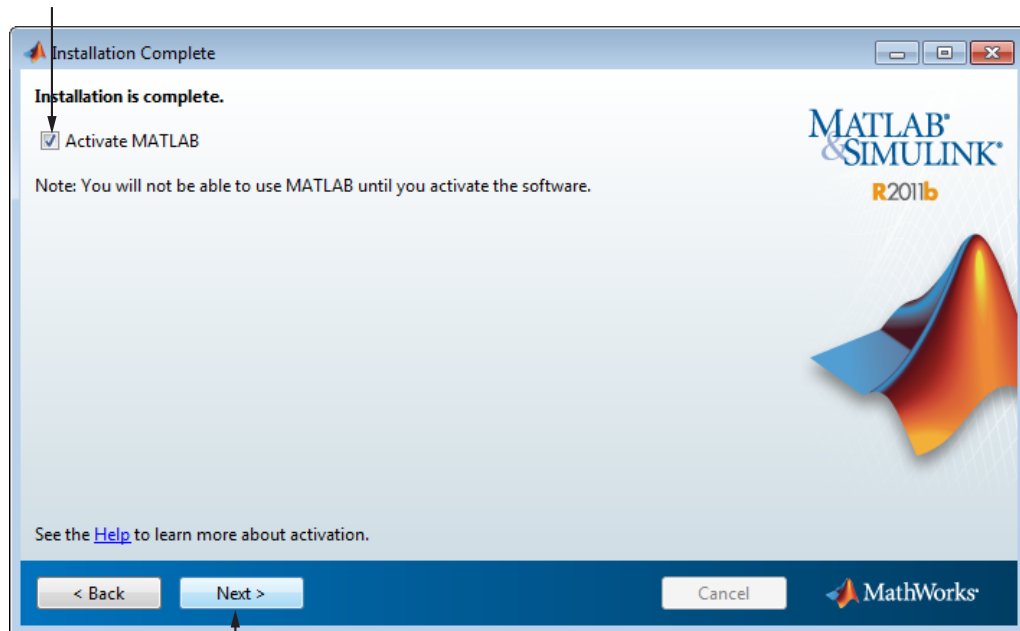 Installation Complete
Installation is complete.
Activate MATLAB
Note: You will not be able to use MATLAB until you activate the software.
MATLAB®
&SIMULINK®
R2011b
See the Help to learn more about activation.
< Back
Next >
Cancel
MathWorks®